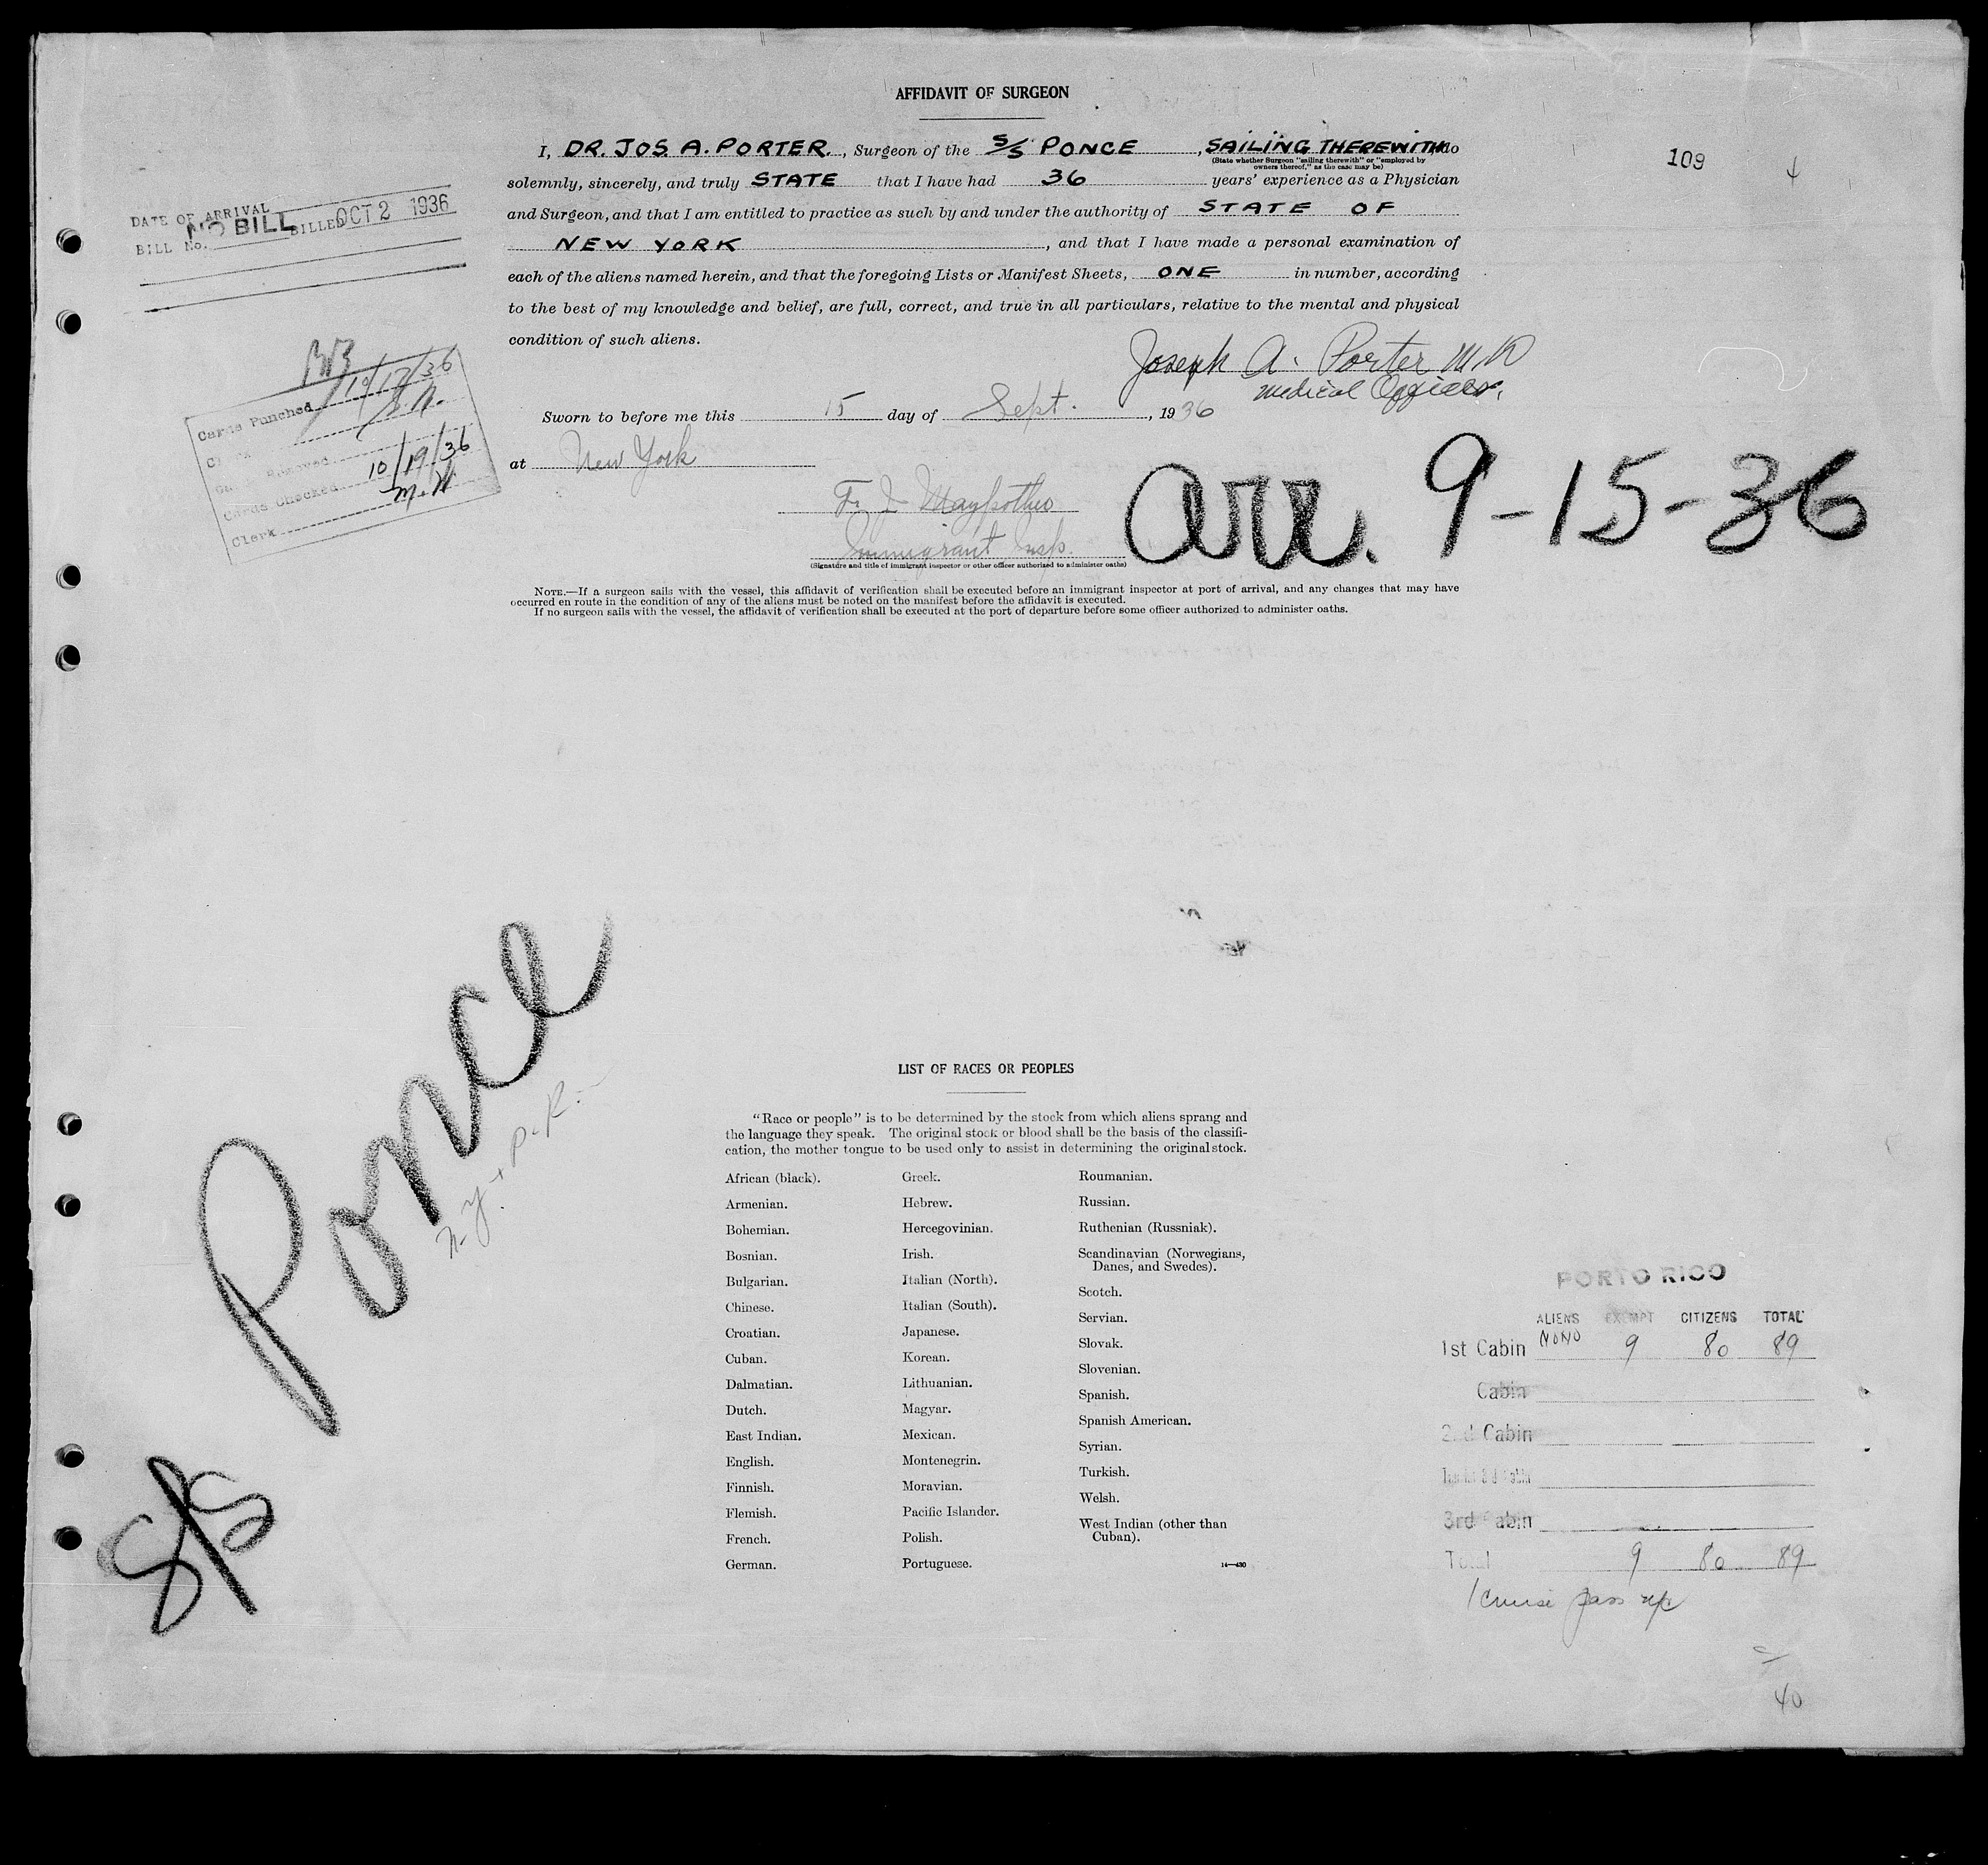 AFFIDAVIT OF SURGEON
I, DR. JOS. A. PORTER., Surgeon of the S/S PONCE, SAILING THEREWITH do
(State whether Surgeon "sailing therewith" or "employed by
owners thereof," as the case may be)
solemnly, sincerely, and truly STATE that I have had 36 years' experience as a Physician
and Surgeon, and that I am entitled to practice as such by and under the authority of STATE OF
NEW YORK, and that I have made a personal examination of
each of the aliens named herein, and that the foregoing Lists or Manifest Sheets, ONE in number, according
to the best of my knowledge and belief, are full, correct, and true in all particulars, relative to the mental and physical
condition of such aliens.
Joseph A. Porter M.D
Medical Officer.
Sworn to before me this 15 day of Sept., 1936
at New York
F. J.
Immigrant Insp.
(Signature and title of immigrant inspector or other officer authorized to administer oaths)
NOTE.—If a surgeon sails with the vessel, this affidavit of verification shall be executed before an immigrant inspector at port of arrival, and any changes that may have
occurred en route in the condition of any of the aliens must be noted on the manifest before the affidavit is executed.
If no surgeon sails with the vessel, the affidavit of verification shall be executed at the port of departure before some officer authorized to administer oaths.
109
4
DATE OF ARRIVAL
BILL No. NO BILL BILLED OCT 2 1936
Cards Punched 10/17/36
Cards Checked 10/19/36
Clerk M.H
arr. 9-15-36
S/S Ponce
n-y. + P.R.
LIST OF RACES OR PEOPLES
"Race or people" is to be determined by the stock from which aliens sprang and
the language they speak. The original stock or blood shall be the basis of the classifi-
cation, the mother tongue to be used only to assist in determining the original stock.
African (black).
Armenian.
Bohemian.
Bosnian.
Bulgarian.
Chinese.
Croatian.
Cuban.
Dalmatian.
Dutch.
East Indian.
English.
Finnish.
Flemish.
French.
German.
Greek.
Hebrew.
Hercegovinian.
Irish.
Italian (North).
Italian (South).
Japanese.
Korean.
Lithuanian.
Magyar.
Mexican.
Montenegrin.
Moravian.
Pacific Islander.
Polish.
Portuguese.
Roumanian.
Russian.
Ruthenian (Russniak).
Scandinavian (Norwegians,
Danes, and Swedes).
Scotch.
Servian.
Slovak.
Slovenian.
Spanish.
Spanish American.
Syrian.
Turkish.
Welsh.
West Indian (other than
Cuban).
14—430
PORTO RICO
ALIENS EXEMPT CITIZENS TOTAL
1st Cabin NONO 9 80 89
Cabin
2nd Cabin
3rd Cabin
Total 9 80 89
1 cruise pass
40